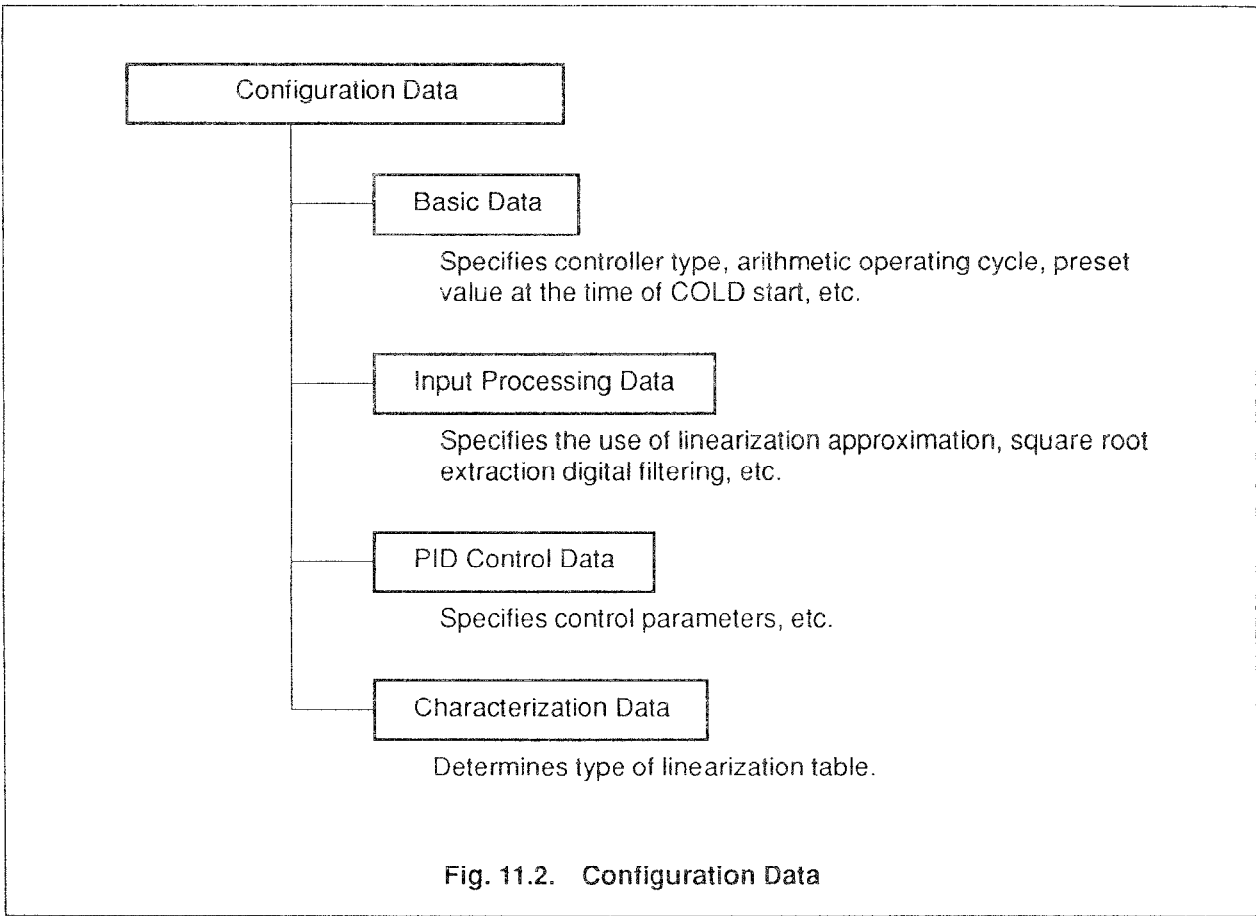 Configuration Data
Basic Data
Specifies controller type, arithmetic operating cycle, preset
value at the time of COLD start, etc.
Input Processing Data
Specifies the use of linearization approximation, square root
extraction digital filtering, etc.
PID Control Data
Specifies control parameters, etc.
Characterization Data
Determines type of linearization table.
Fig. 11.2. Configuration Data